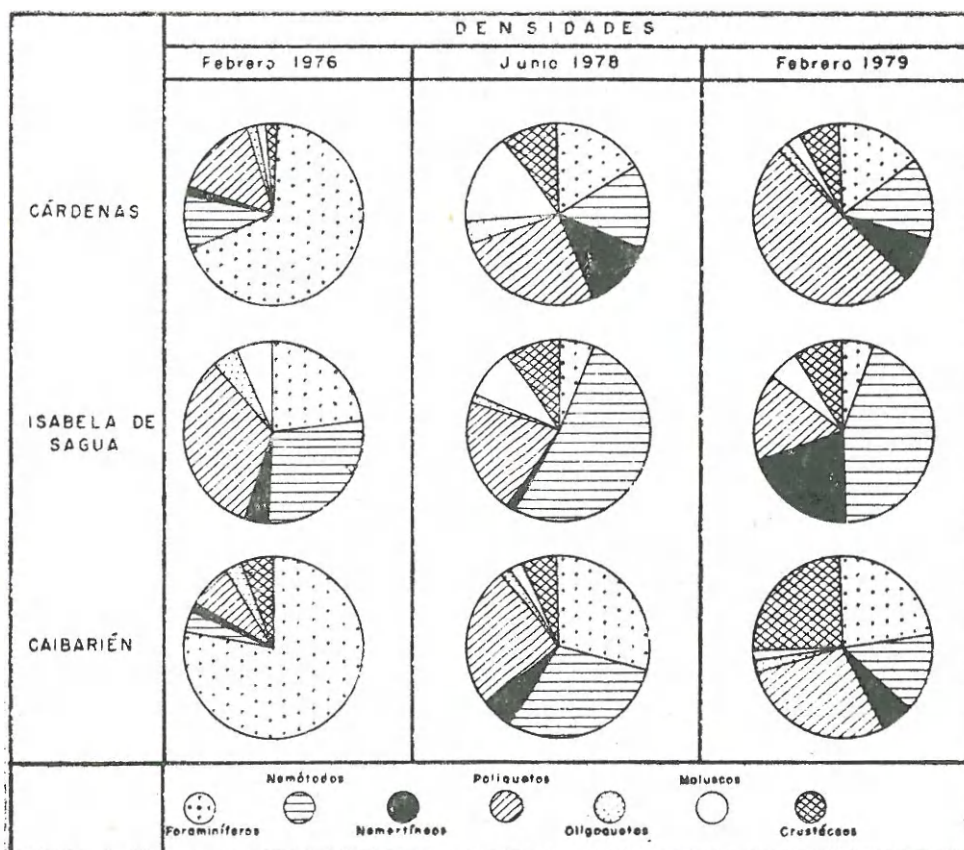 DENSIDADES
Febrero 1976
Junio 1978
Febrero 1979
CÁRDENAS
ISABELA DE
SAGUA
CAIBARIÉN
Nemátodos
Poliquetos
Moluscos
Foraminíferos
Nemertíneos
Oligoquetos
Crustáceos